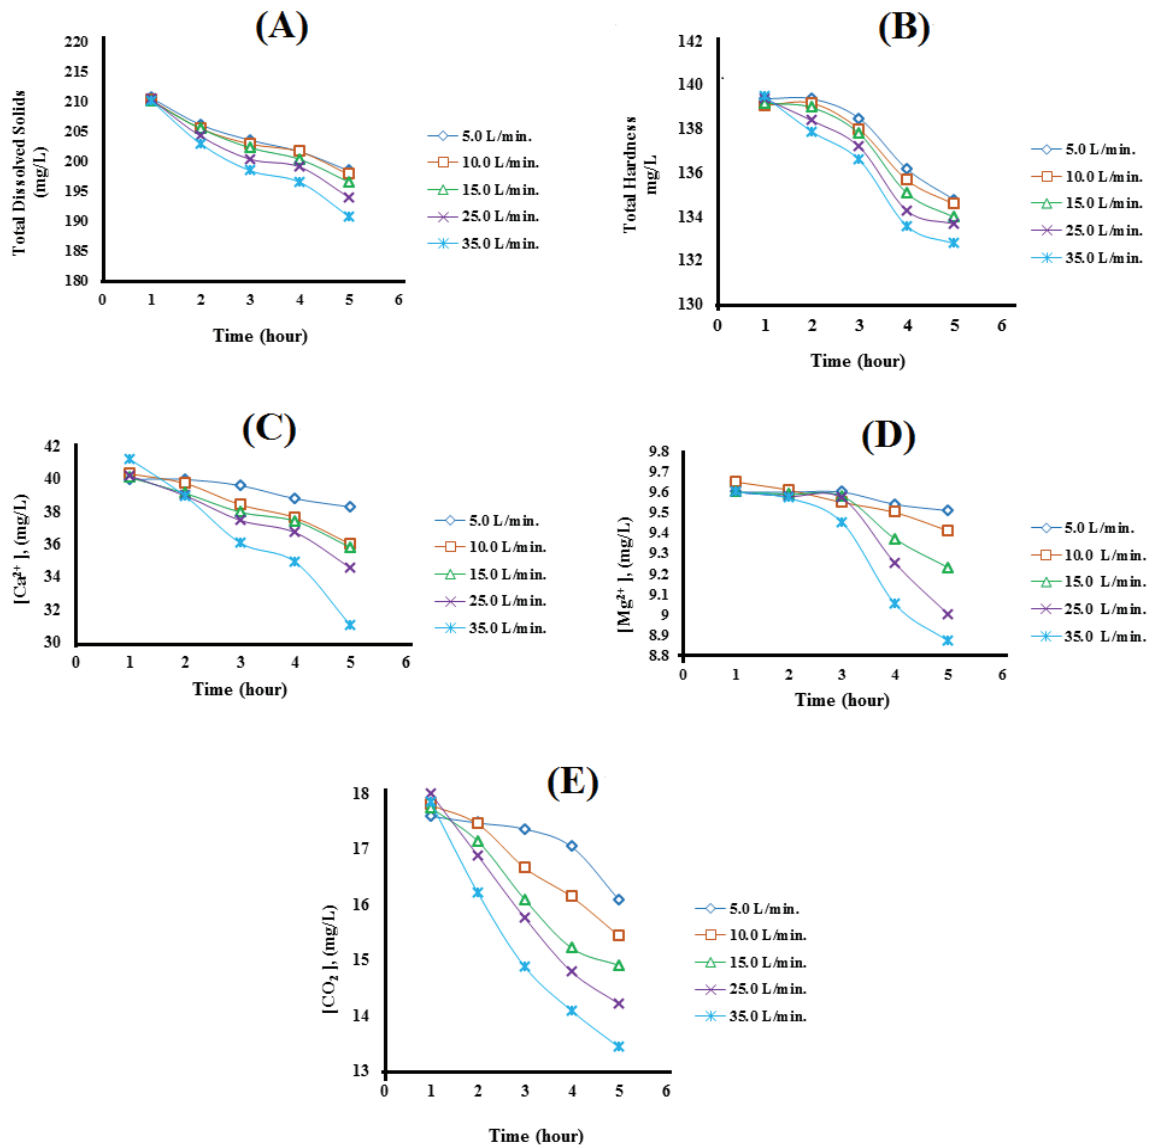 (A)
220
215
210
205
200
195
190
185
180
0 1 2 3 4 5 6
Total Dissolved Solids
(mg/L)
Time (hour)
5.0 L/min.
10.0 L/min.
15.0 L/min.
25.0 L/min.
35.0 L/min.
(B)
142
140
138
136
134
132
130
0 1 2 3 4 5 6
Total Hardness
mg/L
Time (hour)
5.0 L/min.
10.0 L/min.
15.0 L/min.
25.0 L/min.
35.0 L/min.
(C)
42
40
38
36
34
32
30
0 1 2 3 4 5 6
[Ca²⁺ ], (mg/L)
Time (hour)
5.0 L/min.
10.0 L/min.
15.0 L/min.
25.0 L/min.
35.0 L/min.
(D)
9.8
9.7
9.6
9.5
9.4
9.3
9.2
9.1
9
8.9
8.8
0 1 2 3 4 5 6
[Mg²⁺ ], (mg/L)
Time (hour)
5.0 L/min.
10.0 L/min.
15.0 L/min.
25.0 L/min.
35.0 L/min.
(E)
18
17
16
15
14
13
0 1 2 3 4 5 6
[CO₂ ], (mg/L)
Time (hour)
5.0 L/min.
10.0 L/min.
15.0 L/min.
25.0 L/min.
35.0 L/min.